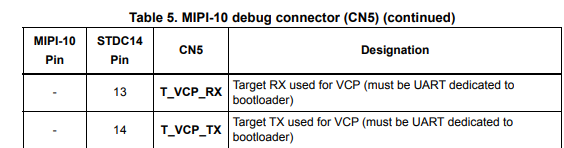 Table 5. MIPI-10 debug connector (CN5) (continued)
MIPI-10 Pin STDC14 Pin CN5 Designation
- 13 T_VCP_RX Target RX used for VCP (must be UART dedicated to
bootloader)
- 14 T_VCP_TX Target TX used for VCP (must be UART dedicated to
bootloader)